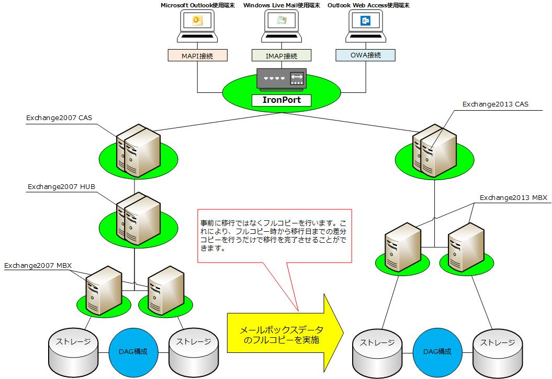 Microsoft Outlook使用端末
Windows Live Mail使用端末
Outlook Web Access使用端末
MAPI接続
IMAP接続
OWA接続
IronPort
Exchange2007 CAS
Exchange2013 CAS
Exchange2007 HUB
Exchange2013 MBX
事前に移行ではなくフルコピーを行います。こ
れにより、フルコピー時から移行日までの差分
コピーを行うだけで移行を完了させることがで
きます。
Exchange2007 MBX
メールボックスデータ
のフルコピーを実施
ストレージ
DAG構成
ストレージ
ストレージ
DAG構成
ストレージ